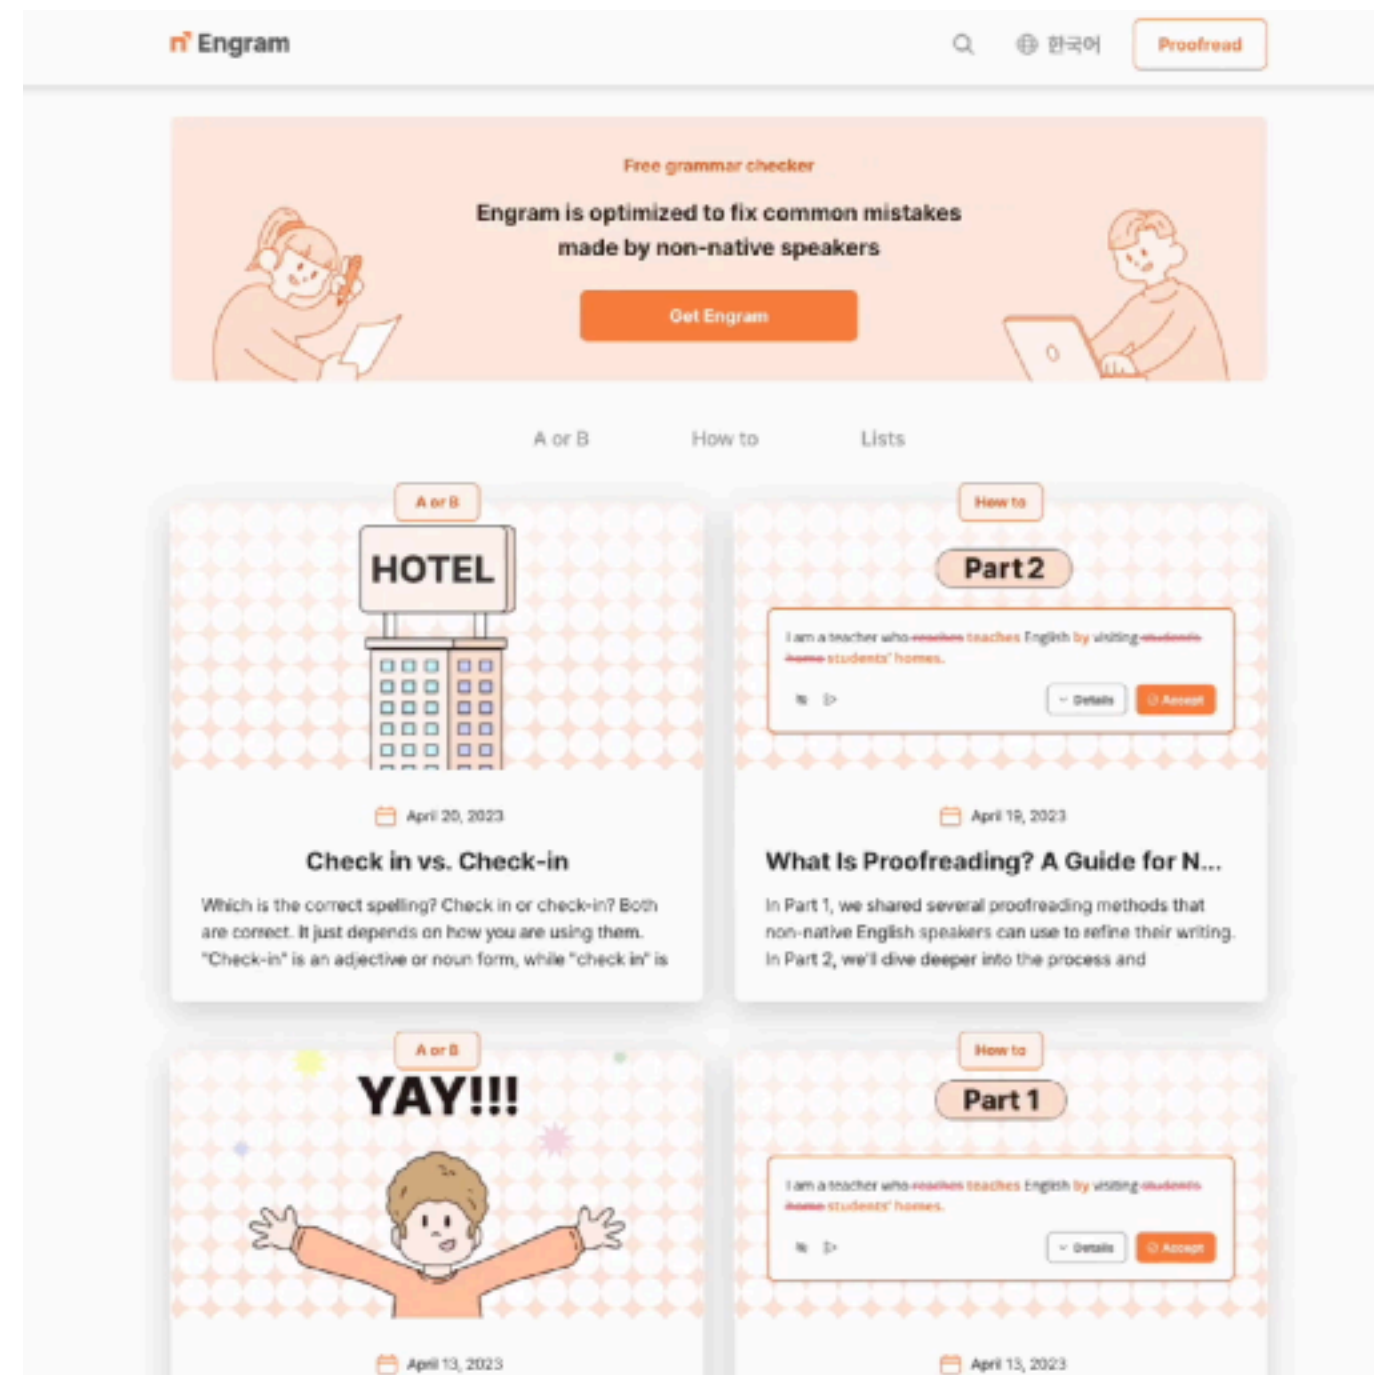 Engram
한국어
Proofread
Free grammar checker
Engram is optimized to fix common mistakes
made by non-native speakers
Get Engram
A or B
How to
Lists
A or B
HOTEL
April 20, 2023
Check in vs. Check-in
Which is the correct spelling? Check in or check-in? Both
are correct. It just depends on how you are using them.
"Check-in" is an adjective or noun form, while "check in" is
How to
Part 2
I am a teacher who reaches teaches English by visiting student's
home students' homes.
Details
Accept
April 19, 2023
What Is Proofreading? A Guide for N...
In Part 1, we shared several proofreading methods that
non-native English speakers can use to refine their writing.
In Part 2, we'll dive deeper into the process and
A or B
YAY!!!
April 13, 2023
How to
Part 1
I am a teacher who reaches teaches English by visiting student's
home students' homes.
Details
Accept
April 13, 2023